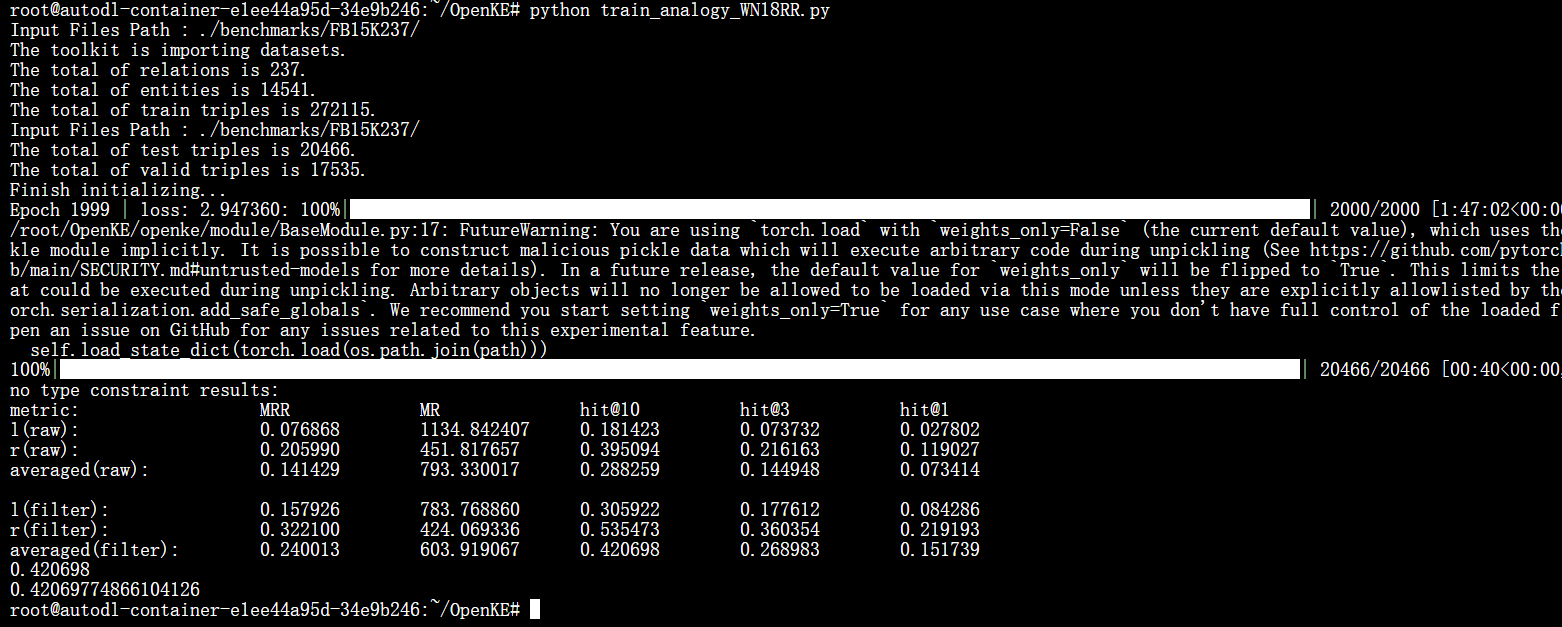 root@autodl-container-e1ee44a95d-34e9b246:~/OpenKE# python train_analogy_WN18RR.py
Input Files Path : ./benchmarks/FB15K237/
The toolkit is importing datasets.
The total of relations is 237.
The total of entities is 14541.
The total of train triples is 272115.
Input Files Path : ./benchmarks/FB15K237/
The total of test triples is 20466.
The total of valid triples is 17535.
Finish initializing...
Epoch 1999 | loss: 2.947360: 100%| | 2000/2000 [1:47:02<00:00
/root/OpenKE/openke/module/BaseModule.py:17: FutureWarning: You are using `torch.load` with `weights_only=False` (the current default value), which uses the
kle module implicitly. It is possible to construct malicious pickle data which will execute arbitrary code during unpickling (See https://github.com/pytorch
b/main/SECURITY.md#untrusted-models for more details). In a future release, the default value for `weights_only` will be flipped to `True`. This limits the
at could be executed during unpickling. Arbitrary objects will no longer be allowed to be loaded via this mode unless they are explicitly allowlisted by the
orch.serialization.add_safe_globals`. We recommend you start setting `weights_only=True` for any use case where you don't have full control of the loaded f
pen an issue on GitHub for any issues related to this experimental feature.
self.load_state_dict(torch.load(os.path.join(path)))
100%| | 20466/20466 [00:40<00:00,
no type constraint results:
metric: MRR MR hit@10 hit@3 hit@1
l(raw): 0.076868 1134.842407 0.181423 0.073732 0.027802
r(raw): 0.205990 451.817657 0.395094 0.216163 0.119027
averaged(raw): 0.141429 793.330017 0.288259 0.144948 0.073414
l(filter): 0.157926 783.768860 0.305922 0.177612 0.084286
r(filter): 0.322100 424.069336 0.535473 0.360354 0.219193
averaged(filter): 0.240013 603.919067 0.420698 0.268983 0.151739
0.420698
0.42069774866104126
root@autodl-container-e1ee44a95d-34e9b246:~/OpenKE#